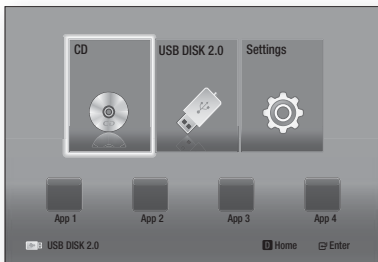 CD USB DISK 2.0 Settings
App 1 App 2 App 3 App 4
USB DISK 2.0 D Home Enter